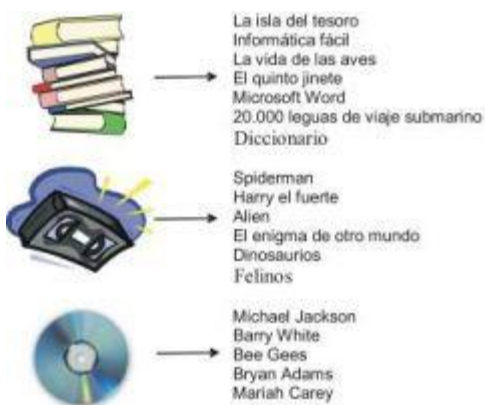 La isla del tesoro
Informática fácil
La vida de las aves
El quinto jinete
Microsoft Word
20.000 leguas de viaje submarino
Diccionario
Spiderman
Harry el fuerte
Alien
El enigma de otro mundo
Dinosaurios
Felinos
Michael Jackson
Barry White
Bee Gees
Bryan Adams
Mariah Carey